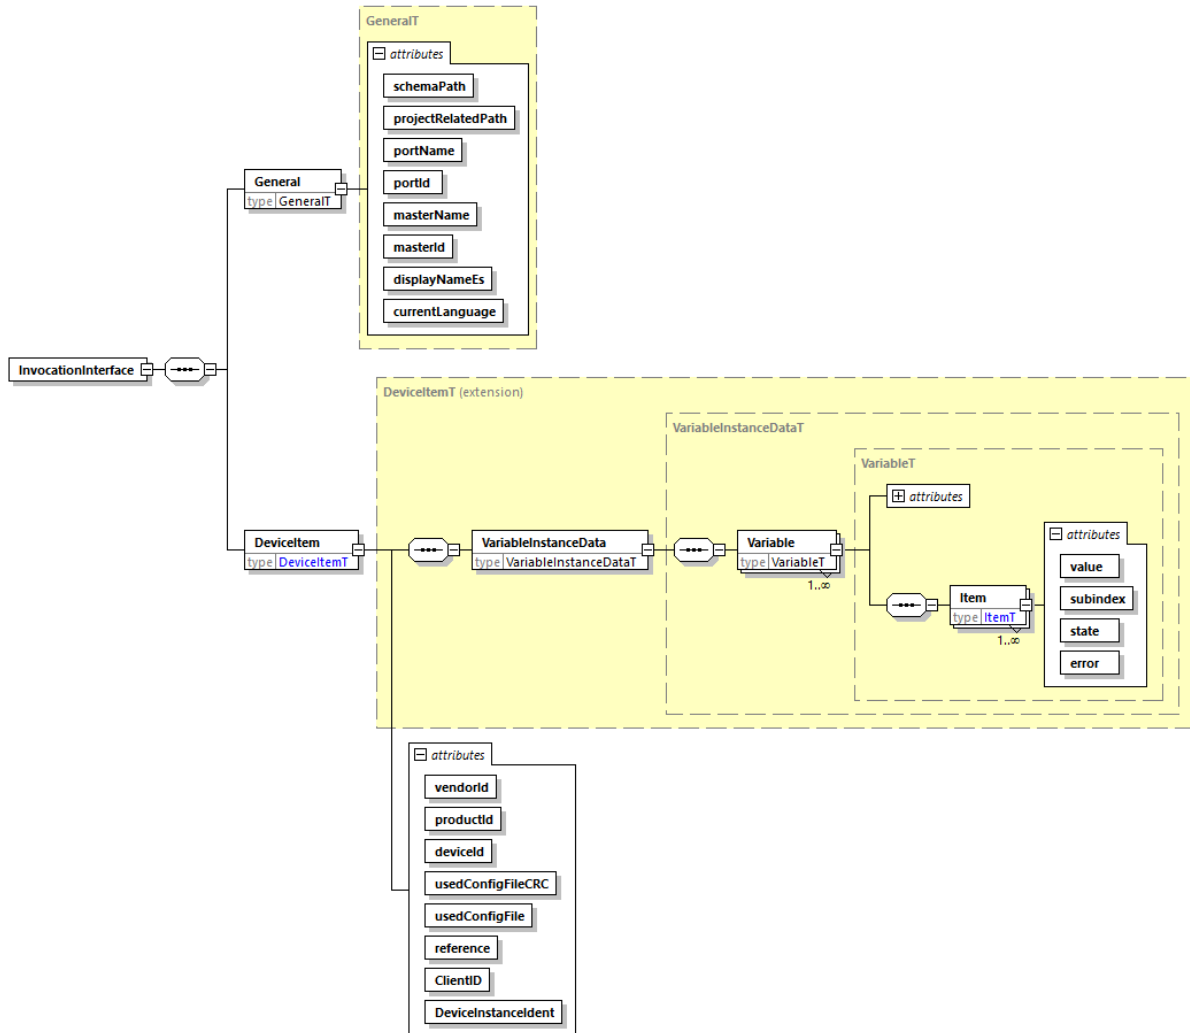 GeneralT
attributes
schemaPath
projectRelatedPath
portName
General
portId
type GeneralT
masterName
masterId
displayNameEs
currentLanguage
InvocationInterface
DeviceItemT (extension)
VariableInstanceDataT
VariableT
attributes
DeviceItem
type DeviceItemT
VariableInstanceData
type VariableInstanceDataT
Variable
type VariableT
1..∞
attributes
value
Item
type ItemT
1..∞
subindex
state
error
attributes
vendorId
productId
deviceId
usedConfigFileCRC
usedConfigFile
reference
ClientID
DeviceInstanceIdent